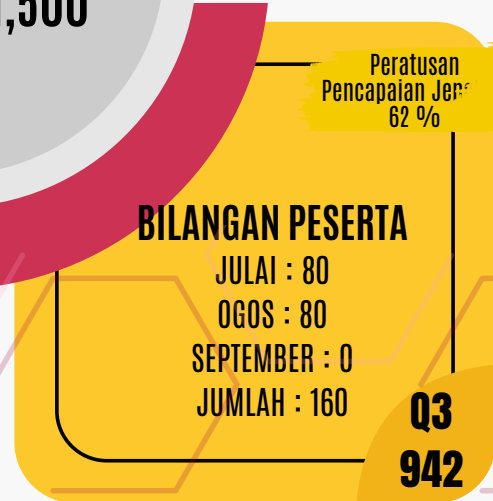 ,500
Peratusan
Pencapaian
62 %
BILANGAN PESERTA
JULAI : 80
OGOS : 80
SEPTEMBER : 0
JUMLAH : 160
Q3
942